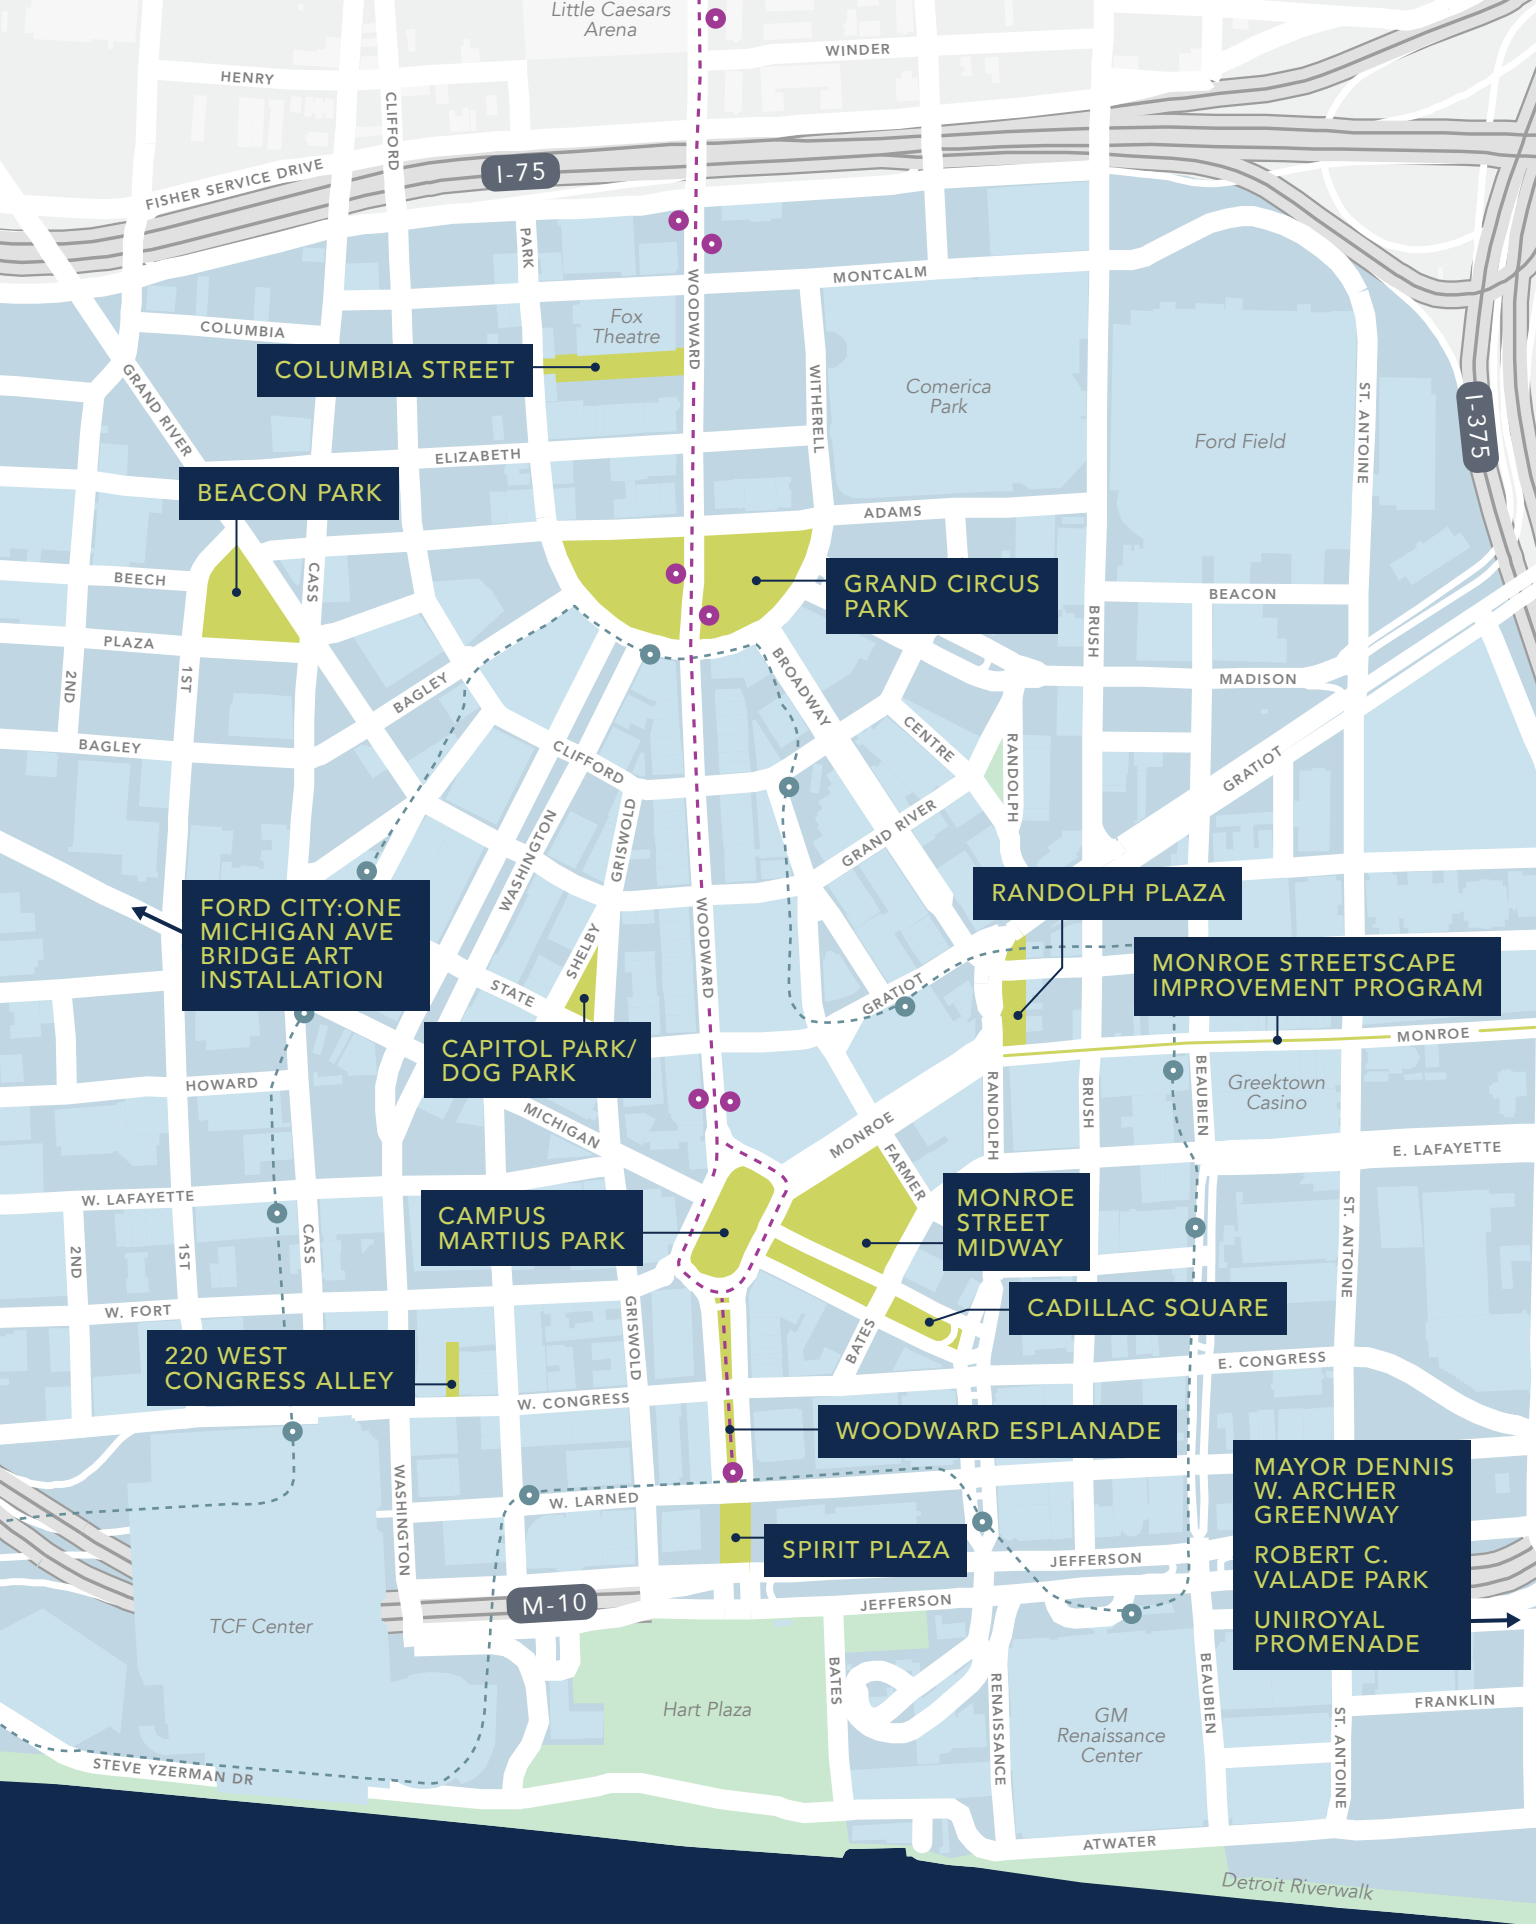 Little Caesars
Arena
WINDER
HENRY
CLIFFORD
I-75
FISHER SERVICE DRIVE
PARK
WOODWARD
MONTCALM
COLUMBIA
Fox
Theatre
COLUMBIA STREET
GRAND RIVER
WITHERELL
Comerica
Park
Ford Field
ST. ANTOINE
I-375
ELIZABETH
BEACON PARK
ADAMS
BEECH
CASS
GRAND CIRCUS
PARK
BEACON
BRUSH
PLAZA
2ND
1ST
BAGLEY
BROADWAY
MADISON
BAGLEY
CLIFFORD
CENTRE
RANDOLPH
GRATIOT
WASHINGTON
GRISWOLD
GRAND RIVER
RANDOLPH PLAZA
FORD CITY:ONE
MICHIGAN AVE
BRIDGE ART
INSTALLATION
WOODWARD
SHELBY
STATE
GRATIOT
MONROE STREETSCAPE
IMPROVEMENT PROGRAM
MONROE
CAPITOL PARK/
DOG PARK
HOWARD
MICHIGAN
MONROE
FARMER
RANDOLPH
BRUSH
BEAUBIEN
Greektown
Casino
E. LAFAYETTE
W. LAFAYETTE
CAMPUS
MARTIUS PARK
MONROE
STREET
MIDWAY
2ND
1ST
CASS
ST. ANTOINE
W. FORT
GRISWOLD
BATES
CADILLAC SQUARE
220 WEST
CONGRESS ALLEY
E. CONGRESS
W. CONGRESS
WOODWARD ESPLANADE
MAYOR DENNIS
W. ARCHER
GREENWAY
ROBERT C.
VALADE PARK
UNIROYAL
PROMENADE
WASHINGTON
W. LARNED
SPIRIT PLAZA
JEFFERSON
M-10
JEFFERSON
TCF Center
BATES
Hart Plaza
RENAISSANCE
GM
Renaissance
Center
BEAUBIEN
FRANKLIN
ST. ANTOINE
STEVE YZERMAN DR
ATWATER
Detroit Riverwalk